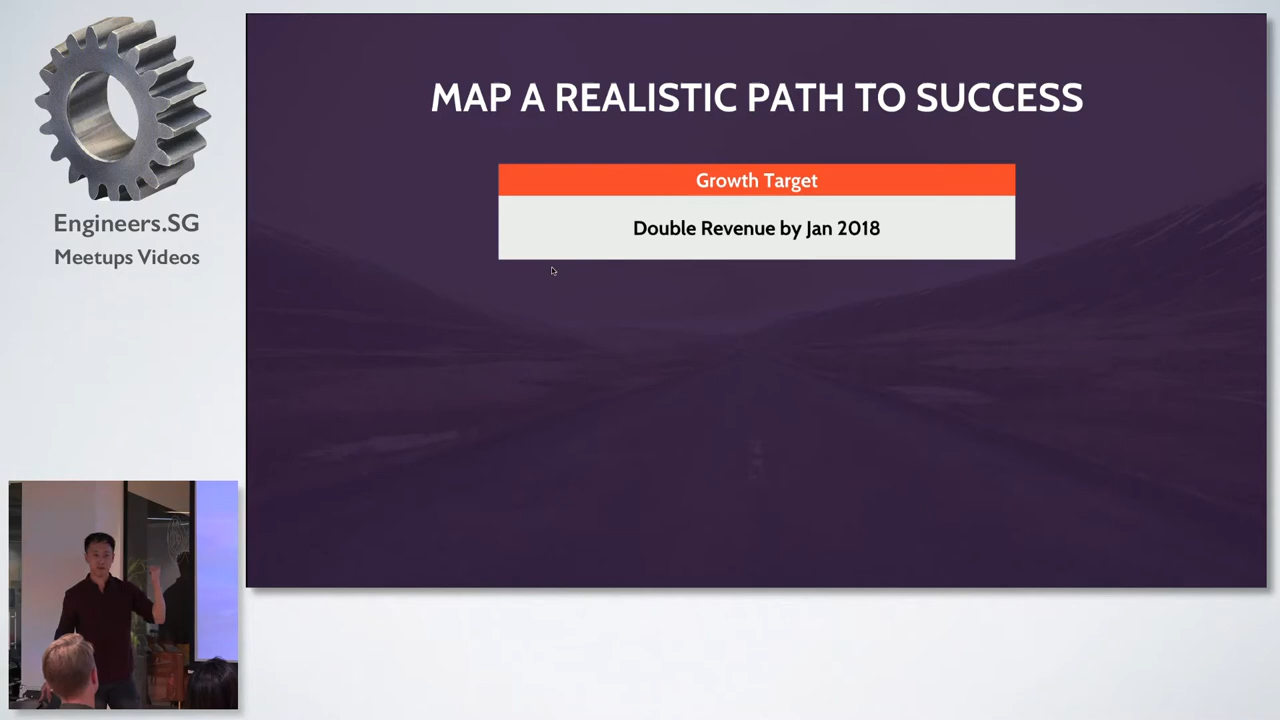 Engineers.SG
Meetups Videos
MAP A REALISTIC PATH TO SUCCESS
Growth Target
Double Revenue by Jan 2018